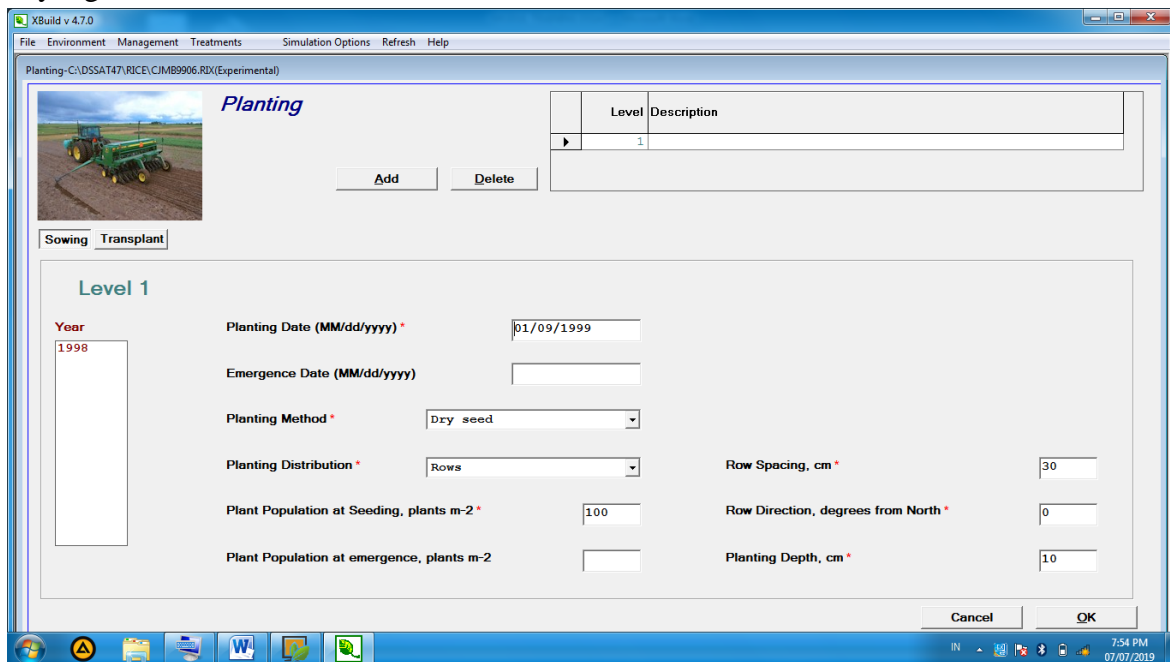 XBuild v 4.7.0
File Environment Management Treatments Simulation Options Refresh Help
Planting-C:\DSSAT47\RICE\CJMB9906.RIX(Experimental)
Planting
Level Description
1
Add Delete
Sowing Transplant
Level 1
Year
1998
Planting Date (MM/dd/yyyy) * 01/09/1999
Emergence Date (MM/dd/yyyy)
Planting Method * Dry seed
Planting Distribution * Rows Row Spacing, cm * 30
Plant Population at Seeding, plants m-2 * 100 Row Direction, degrees from North * 0
Plant Population at emergence, plants m-2 Planting Depth, cm * 10
Cancel OK
IN 7:54 PM
07/07/2019